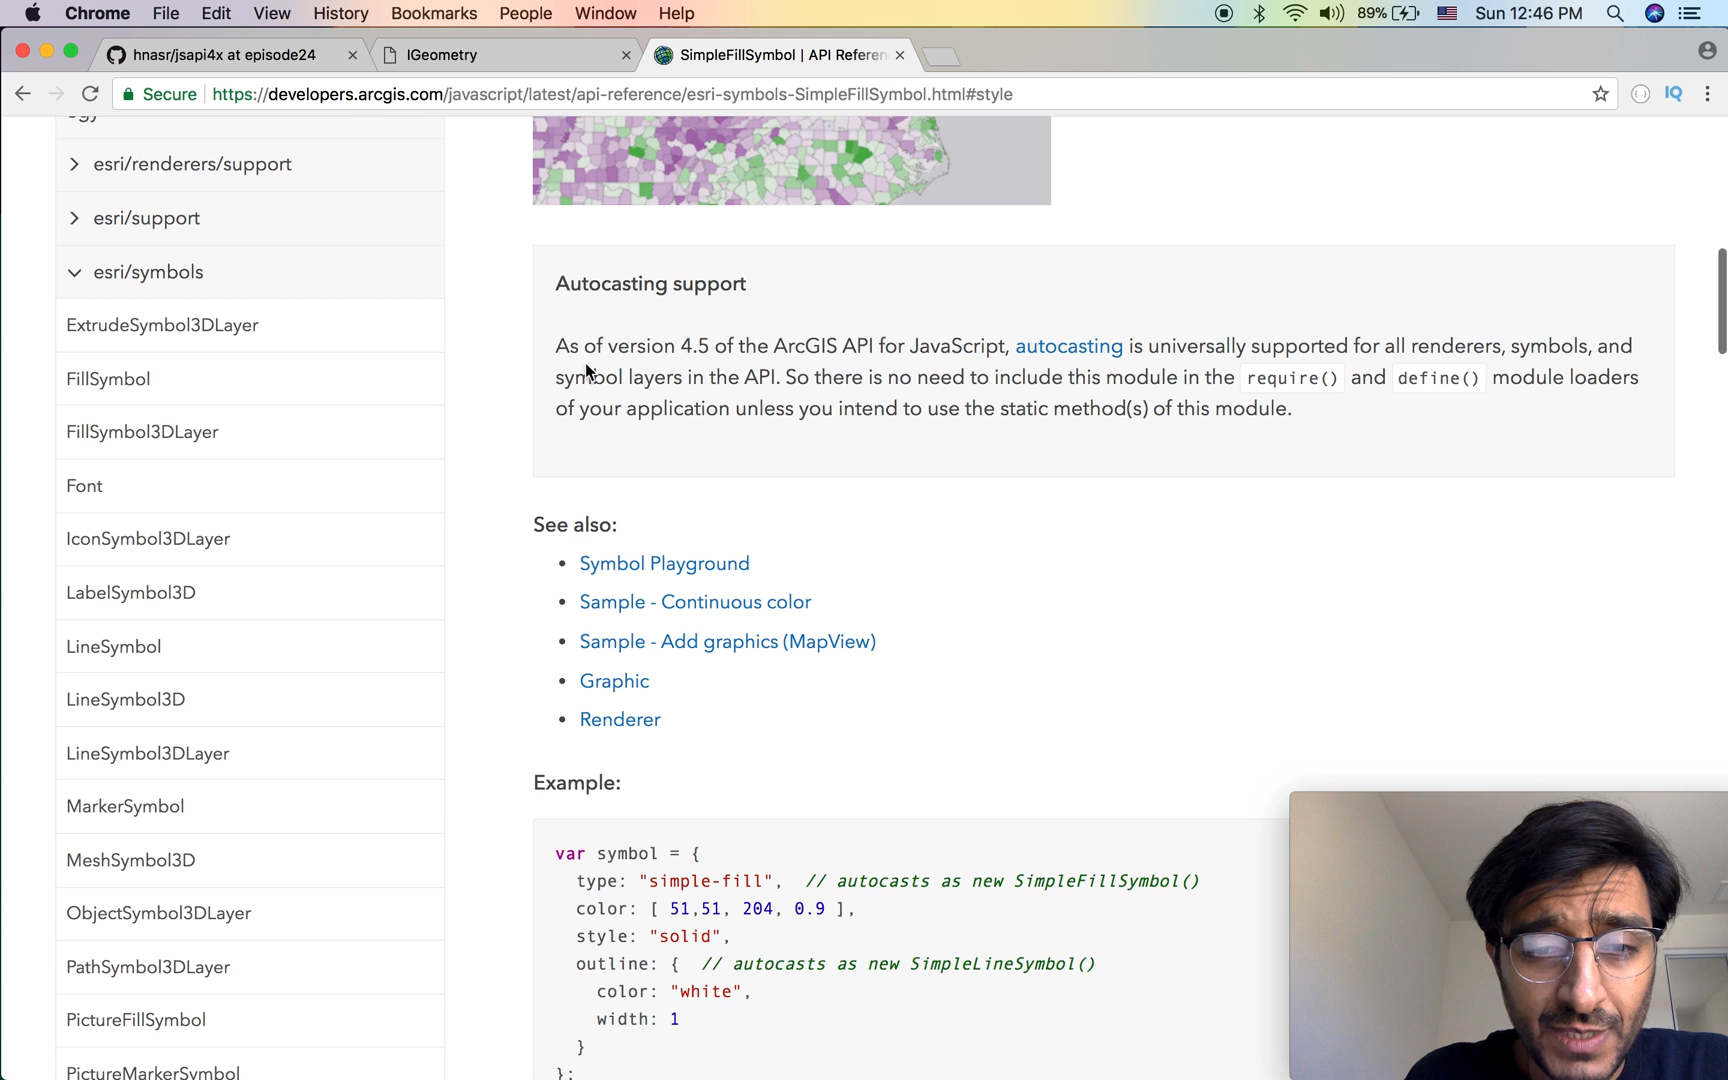 Chrome File Edit View History Bookmarks People Window Help 89% Sun 12:46 PM
hnasr/jsapi4x at episode24 IGeometry SimpleFillSymbol | API Referen
Secure https://developers.arcgis.com/javascript/latest/api-reference/esri-symbols-SimpleFillSymbol.html#style IQ
ogy
esri/renderers/support
esri/support
esri/symbols
ExtrudeSymbol3DLayer
FillSymbol
FillSymbol3DLayer
Font
IconSymbol3DLayer
LabelSymbol3D
LineSymbol
LineSymbol3D
LineSymbol3DLayer
MarkerSymbol
MeshSymbol3D
ObjectSymbol3DLayer
PathSymbol3DLayer
PictureFillSymbol
PictureMarkerSymbol
Autocasting support
As of version 4.5 of the ArcGIS API for JavaScript, autocasting is universally supported for all renderers, symbols, and
symbol layers in the API. So there is no need to include this module in the require() and define() module loaders
of your application unless you intend to use the static method(s) of this module.
See also:
• Symbol Playground
• Sample - Continuous color
• Sample - Add graphics (MapView)
• Graphic
• Renderer
Example:
var symbol = {
type: "simple-fill", // autocasts as new SimpleFillSymbol()
color: [ 51,51, 204, 0.9 ],
style: "solid",
outline: { // autocasts as new SimpleLineSymbol()
color: "white",
width: 1
}
};